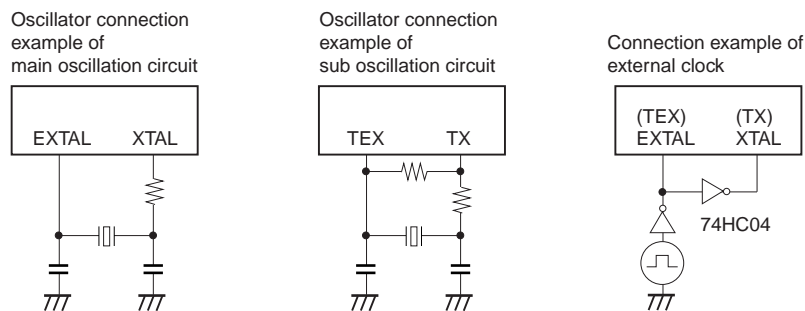 Oscillator connection
example of
main oscillation circuit
EXTAL XTAL
Oscillator connection
example of
sub oscillation circuit
TEX TX
Connection example of
external clock
(TEX) (TX)
EXTAL XTAL
74HC04